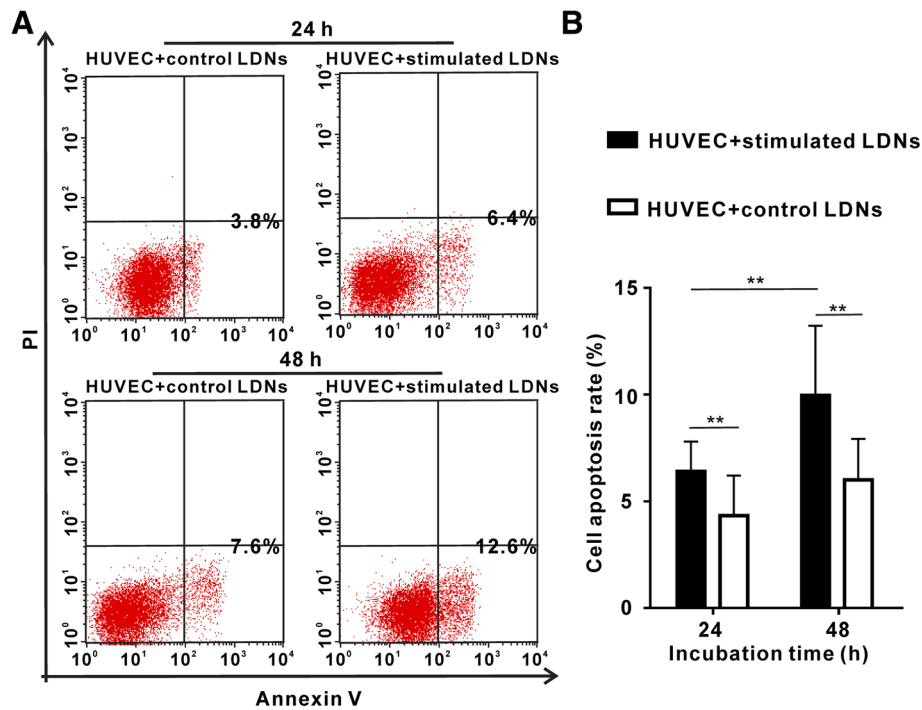 A
24 h
HUVEC+control LDNs HUVEC+stimulated LDNs
10⁴ 10³ 10² 10¹ 10⁰
3.8%
10⁰ 10¹ 10² 10³ 10⁴
10⁴ 10³ 10² 10¹ 10⁰
6.4%
10⁰ 10¹ 10² 10³ 10⁴
48 h
HUVEC+control LDNs HUVEC+stimulated LDNs
10⁴ 10³ 10² 10¹ 10⁰
7.6%
10⁰ 10¹ 10² 10³ 10⁴
10⁴ 10³ 10² 10¹ 10⁰
12.6%
10⁰ 10¹ 10² 10³ 10⁴
PI
Annexin V
B
HUVEC+stimulated LDNs
HUVEC+control LDNs
Cell apoptosis rate (%)
15
10
5
0
**
**
**
24 48
Incubation time (h)